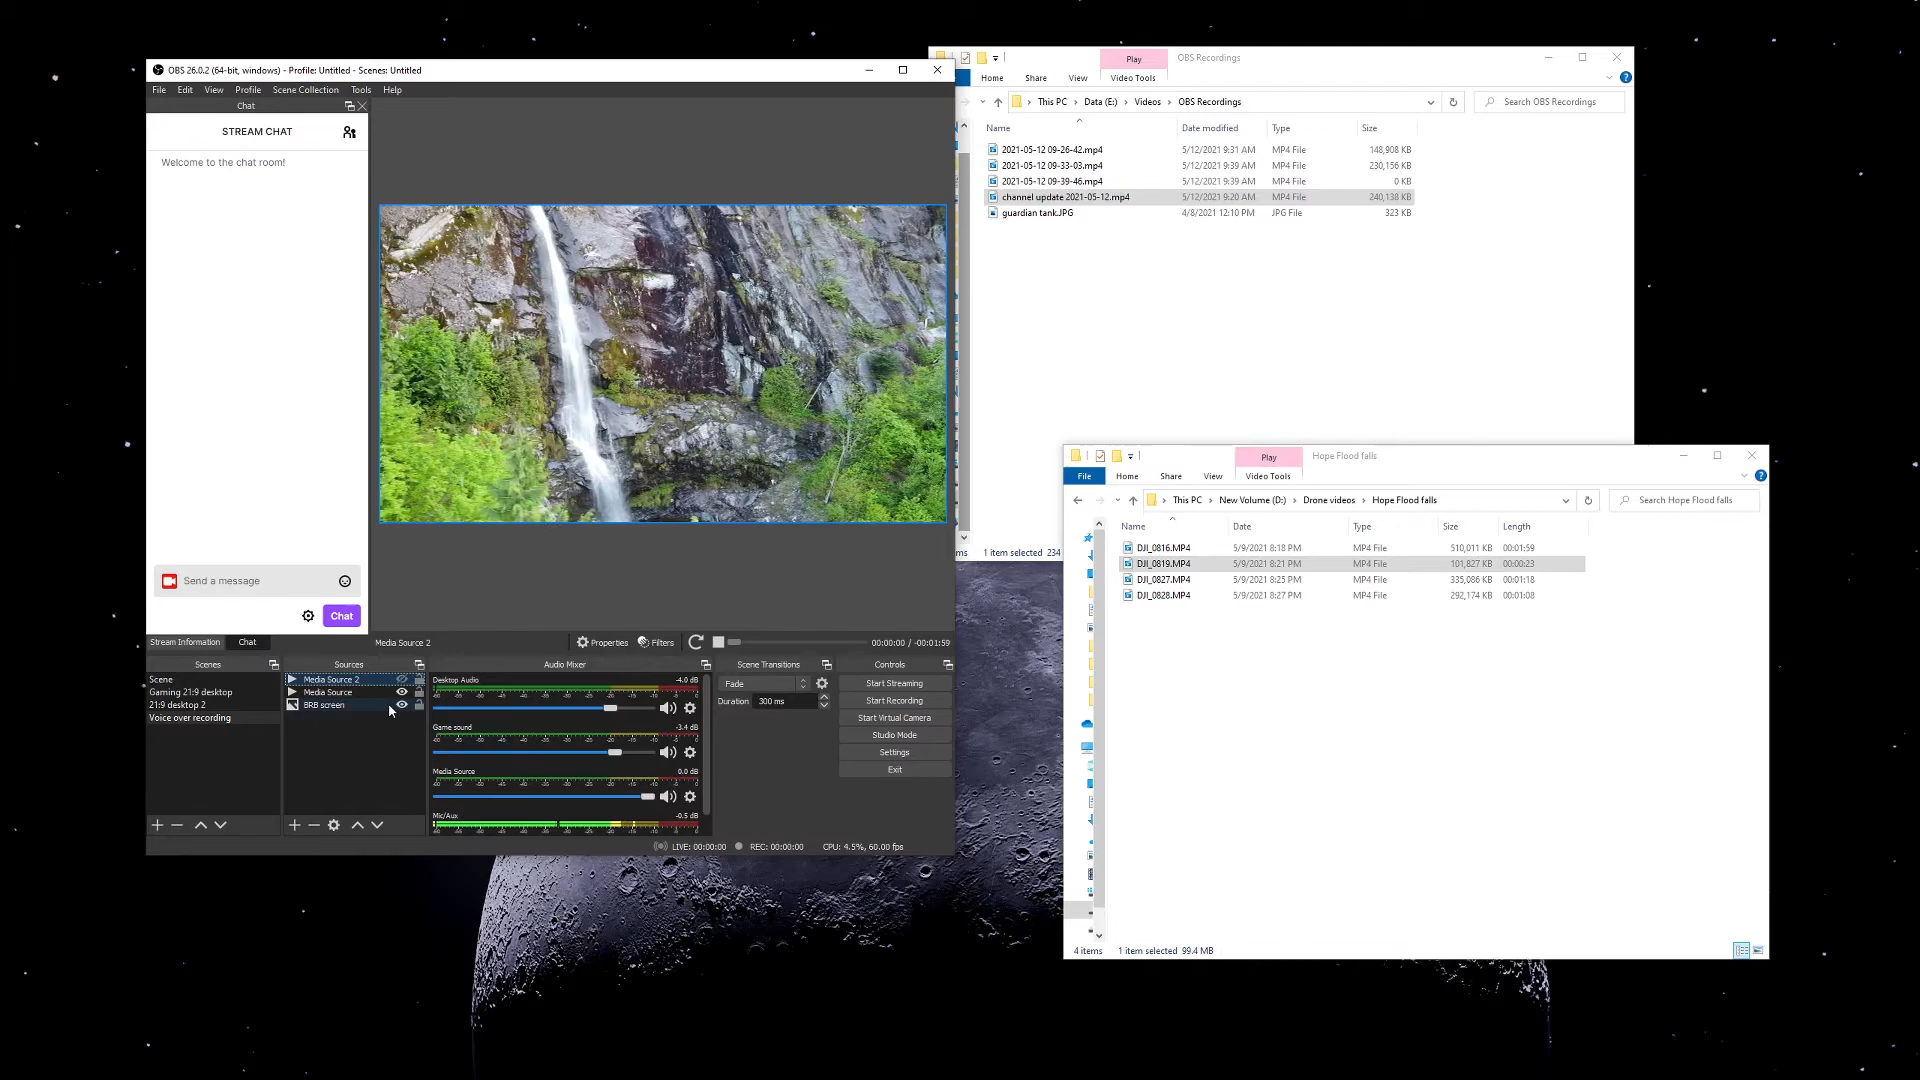 OBS 26.0.2 (64-bit, windows) - Profile: Untitled - Scenes: Untitled
File Edit View Profile Scene Collection Tools Help
Chat
STREAM CHAT
Welcome to the chat room!
Send a message
Chat
Stream Information Chat
Media Source 2 Properties Filters 00:00:00 / -00:01:59
Scenes
Scene
Gaming 21:9 desktop
21:9 desktop 2
Voice over recording
Sources
Media Source 2
Media Source
BRB screen
Audio Mixer
Desktop Audio -4.0 dB
Game sound -3.4 dB
Media Source 0.0 dB
Mic/Aux -0.5 dB
Scene Transitions
Fade
Duration 300 ms
Controls
Start Streaming
Start Recording
Start Virtual Camera
Studio Mode
Settings
Exit
LIVE: 00:00:00 REC: 00:00:00 CPU: 4.5%, 60.00 fps
Play OBS Recordings
Home Share View Video Tools
This PC Data (E:) Videos OBS Recordings Search OBS Recordings
Name Date modified Type Size
2021-05-12 09-26-42.mp4 5/12/2021 9:31 AM MP4 File 148,908 KB
2021-05-12 09-33-03.mp4 5/12/2021 9:39 AM MP4 File 230,156 KB
2021-05-12 09-39-46.mp4 5/12/2021 9:39 AM MP4 File 0 KB
channel update 2021-05-12.mp4 5/12/2021 9:20 AM MP4 File 240,138 KB
guardian tank.JPG 4/8/2021 12:10 PM JPG File 323 KB
ms 1 item selected 234
Play Hope Flood falls
File Home Share View Video Tools
This PC New Volume (D:) Drone videos Hope Flood falls Search Hope Flood falls
Name Date Type Size Length
DJI_0816.MP4 5/9/2021 8:18 PM MP4 File 510,011 KB 00:01:59
DJI_0819.MP4 5/9/2021 8:21 PM MP4 File 101,827 KB 00:00:23
DJI_0827.MP4 5/9/2021 8:25 PM MP4 File 335,086 KB 00:01:18
DJI_0828.MP4 5/9/2021 8:27 PM MP4 File 292,174 KB 00:01:08
4 items 1 item selected 99.4 MB